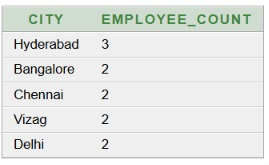 CITY EMPLOYEE_COUNT
Hyderabad 3
Bangalore 2
Chennai 2
Vizag 2
Delhi 2